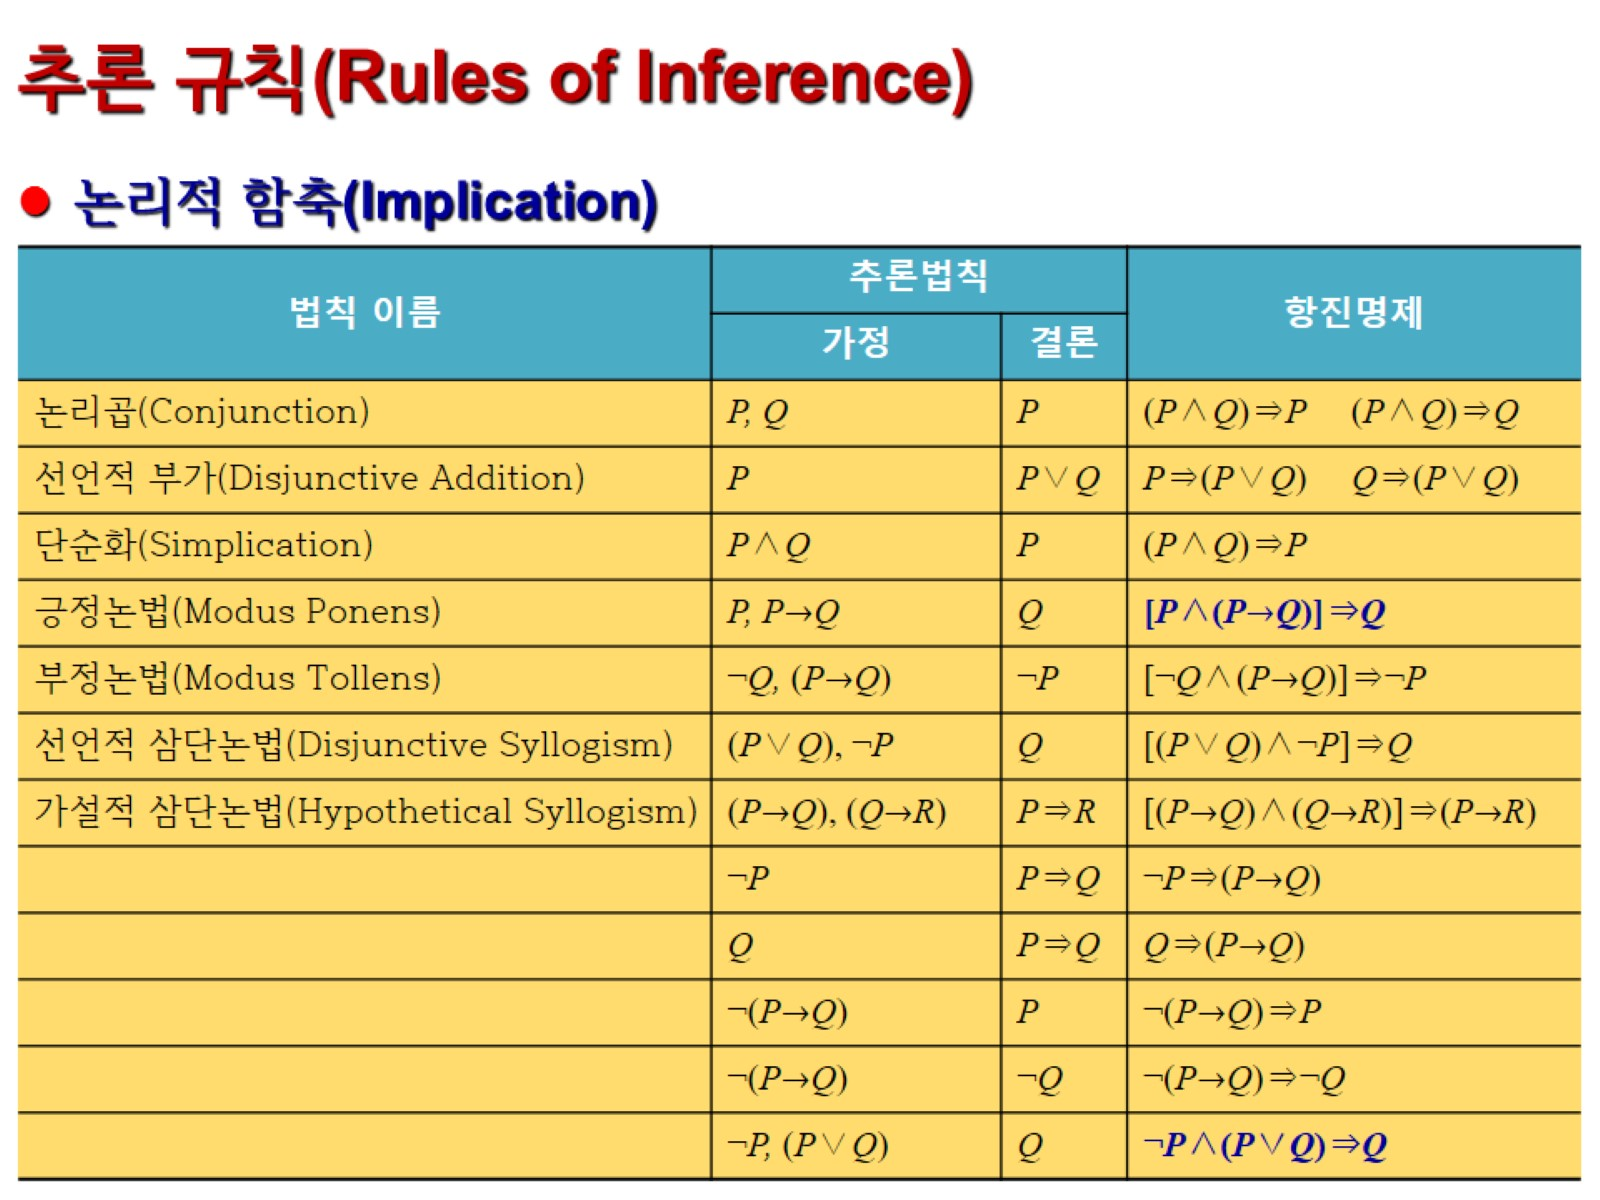 추론 규칙(Rules of Inference)
● 논리적 함축(Implication)
법칙 이름 추론법칙 항진명제
가정 결론
논리곱(Conjunction) P, Q P (P∧Q)⇒P (P∧Q)⇒Q
선언적 부가(Disjunctive Addition) P P∨Q P⇒(P∨Q) Q⇒(P∨Q)
단순화(Simplication) P∧Q P (P∧Q)⇒P
긍정논법(Modus Ponens) P, P→Q Q [P∧(P→Q)]⇒Q
부정논법(Modus Tollens) ¬Q, (P→Q) ¬P [¬Q∧(P→Q)]⇒¬P
선언적 삼단논법(Disjunctive Syllogism) (P∨Q), ¬P Q [(P∨Q)∧¬P]⇒Q
가설적 삼단논법(Hypothetical Syllogism) (P→Q), (Q→R) P⇒R [(P→Q)∧(Q→R)]⇒(P→R)
¬P P⇒Q ¬P⇒(P→Q)
Q P⇒Q Q⇒(P→Q)
¬(P→Q) P ¬(P→Q)⇒P
¬(P→Q) ¬Q ¬(P→Q)⇒¬Q
¬P, (P∨Q) Q ¬P∧(P∨Q)⇒Q